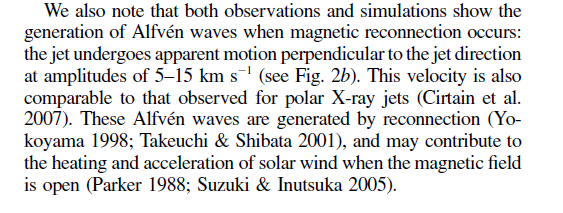 We also note that both observations and simulations show the
generation of Alfvén waves when magnetic reconnection occurs:
the jet undergoes apparent motion perpendicular to the jet direction
at amplitudes of 5–15 km s⁻¹ (see Fig. 2b). This velocity is also
comparable to that observed for polar X-ray jets (Cirtain et al.
2007). These Alfvén waves are generated by reconnection (Yo-
koyama 1998; Takeuchi & Shibata 2001), and may contribute to
the heating and acceleration of solar wind when the magnetic field
is open (Parker 1988; Suzuki & Inutsuka 2005).